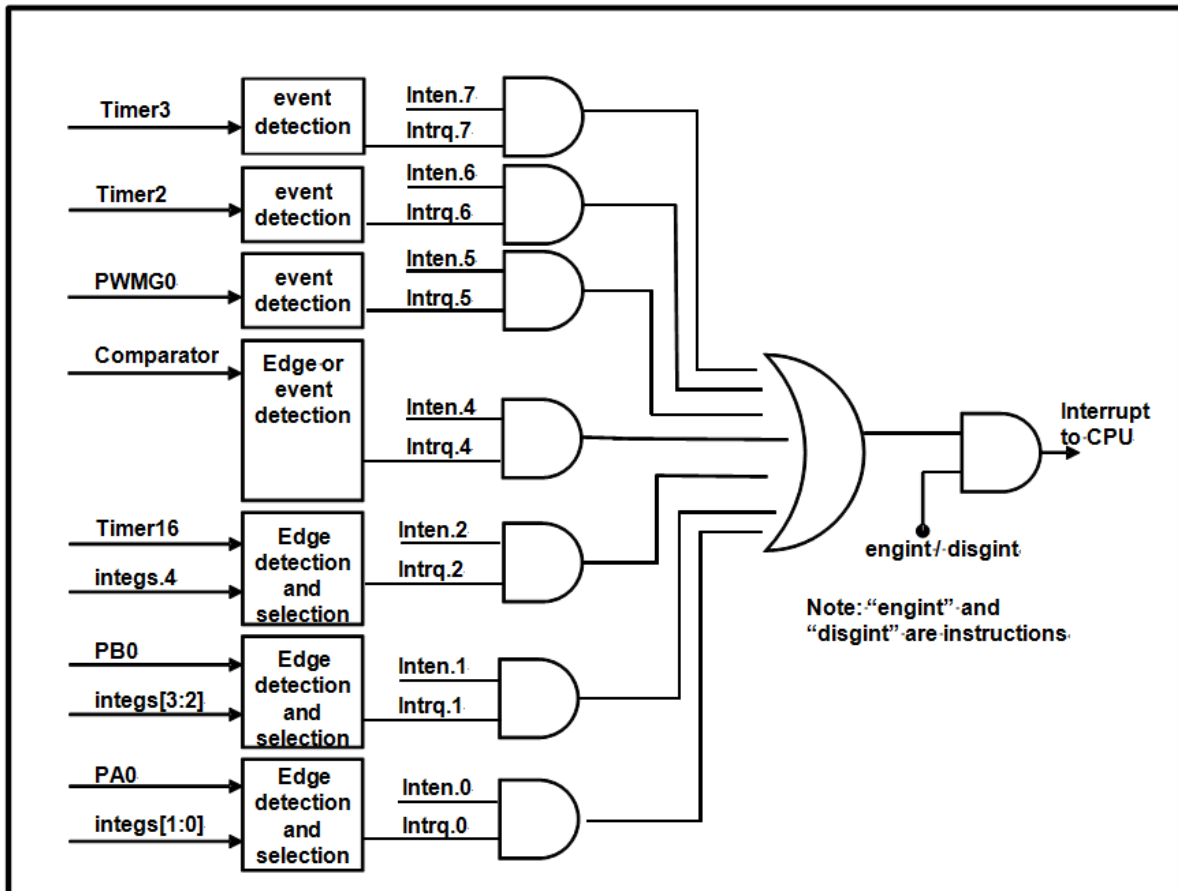 Timer3
event
detection
Inten.7
Intrq.7
Timer2
event
detection
Inten.6
Intrq.6
PWMG0
event
detection
Inten.5
Intrq.5
Comparator
Edge or
event
detection
Inten.4
Intrq.4
Timer16
integs.4
Edge
detection
and
selection
Inten.2
Intrq.2
PB0
integs[3:2]
Edge
detection
and
selection
Inten.1
Intrq.1
PA0
integs[1:0]
Edge
detection
and
selection
Inten.0
Intrq.0
Interrupt
to CPU
engint / disgint
Note: “engint” and
“disgint” are instructions